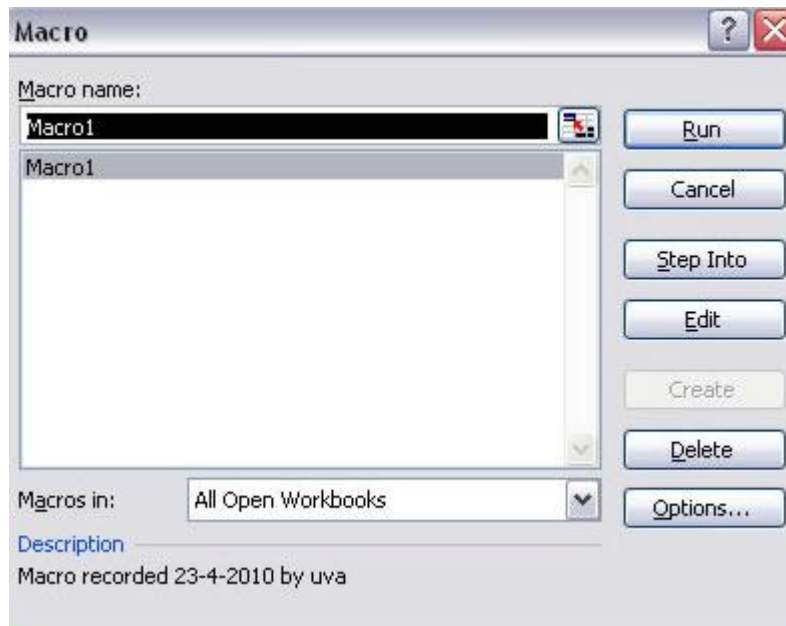 Macro
?
Macro name:
Macro1
Macro1
Run
Cancel
Step Into
Edit
Create
Delete
Options...
Macros in:
All Open Workbooks
Description
Macro recorded 23-4-2010 by uva